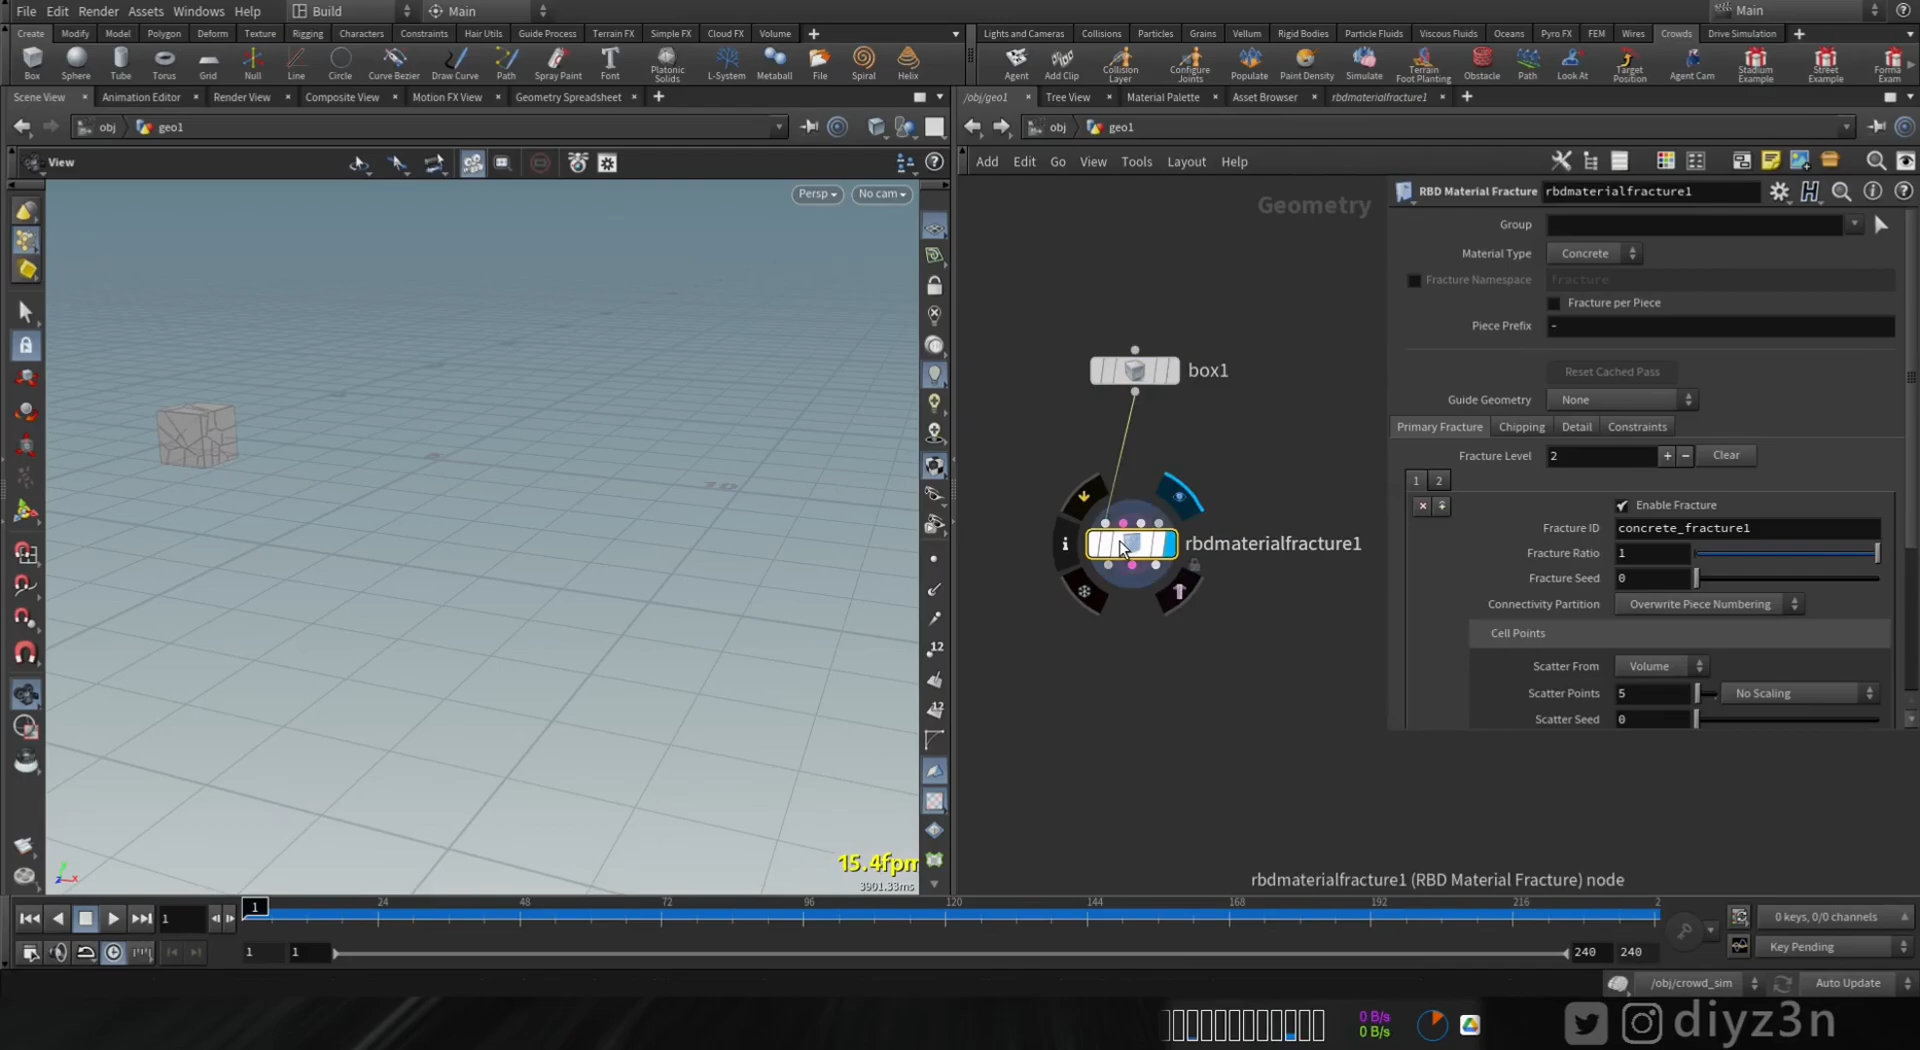 File Edit Render Assets Windows Help Build Main Main
Create Modify Model Polygon Deform Texture Rigging Characters Constraints Hair Utils Guide Process Terrain FX Simple FX Cloud FX Volume
Lights and Cameras Collisions Particles Grains Vellum Rigid Bodies Particle Fluids Viscous Fluids Oceans Pyro FX FEM Wires Crowds Drive Simulation
Box Sphere Tube Torus Grid Null Line Circle Curve Bezier Draw Curve Path Spray Paint Font Platonic Solids L-System Metaball File Spiral Helix
Agent Add Clip Collision Layer Configure Joints Populate Paint Density Simulate Terrain Foot Planting Obstacle Path Look At Target Position Agent Cam Stadium Example Street Example Forma Exam
Scene View Animation Editor Render View Composite View Motion FX View Geometry Spreadsheet
/obj/geo1 Tree View Material Palette Asset Browser rbdmaterialfracture1
obj geo1
obj geo1
View
Add Edit Go View Tools Layout Help
Persp No cam
Geometry
RBD Material Fracture rbdmaterialfracture1
Group
Material Type Concrete
Fracture Namespace fracture
Fracture per Piece
Piece Prefix -
Reset Cached Pass
Guide Geometry None
Primary Fracture Chipping Detail Constraints
Fracture Level 2 + − Clear
1 2
Enable Fracture
Fracture ID concrete_fracture1
Fracture Ratio 1
Fracture Seed 0
Connectivity Partition Overwrite Piece Numbering
Cell Points
Scatter From Volume
Scatter Points 5 No Scaling
Scatter Seed 0
box1
rbdmaterialfracture1
10
12
12
15.4fpm
3901.33ms
rbdmaterialfracture1 (RBD Material Fracture) node
1 1 24 48 72 96 120 144 168 192 216 2
0 keys, 0/0 channels
1 1 240 240
Key Pending
/obj/crowd_sim Auto Update
0 B/s
0 B/s
diyz3n